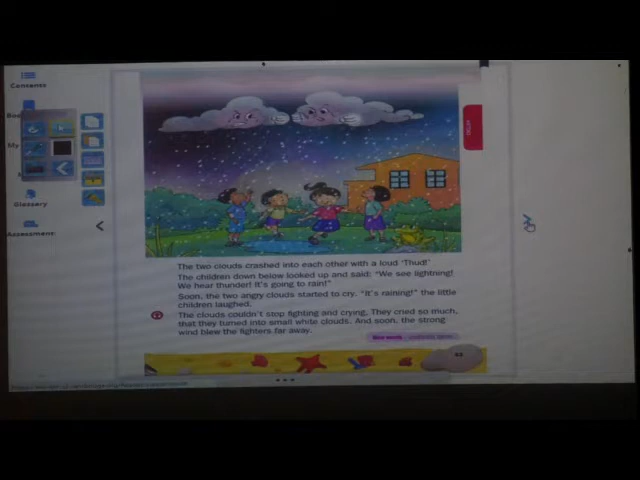 Contents
Glossary
Assessment
The two clouds crashed into each other with a loud 'Thud!'
The children down below looked up and said: "We see lightning!
We hear thunder! It's going to rain!"
Soon, the two angry clouds started to cry. "It's raining!" the little
children laughed.
The clouds couldn't stop fighting and crying. They cried so much,
that they turned into small white clouds. And soon, the strong
wind blew the fighters far away.
New words